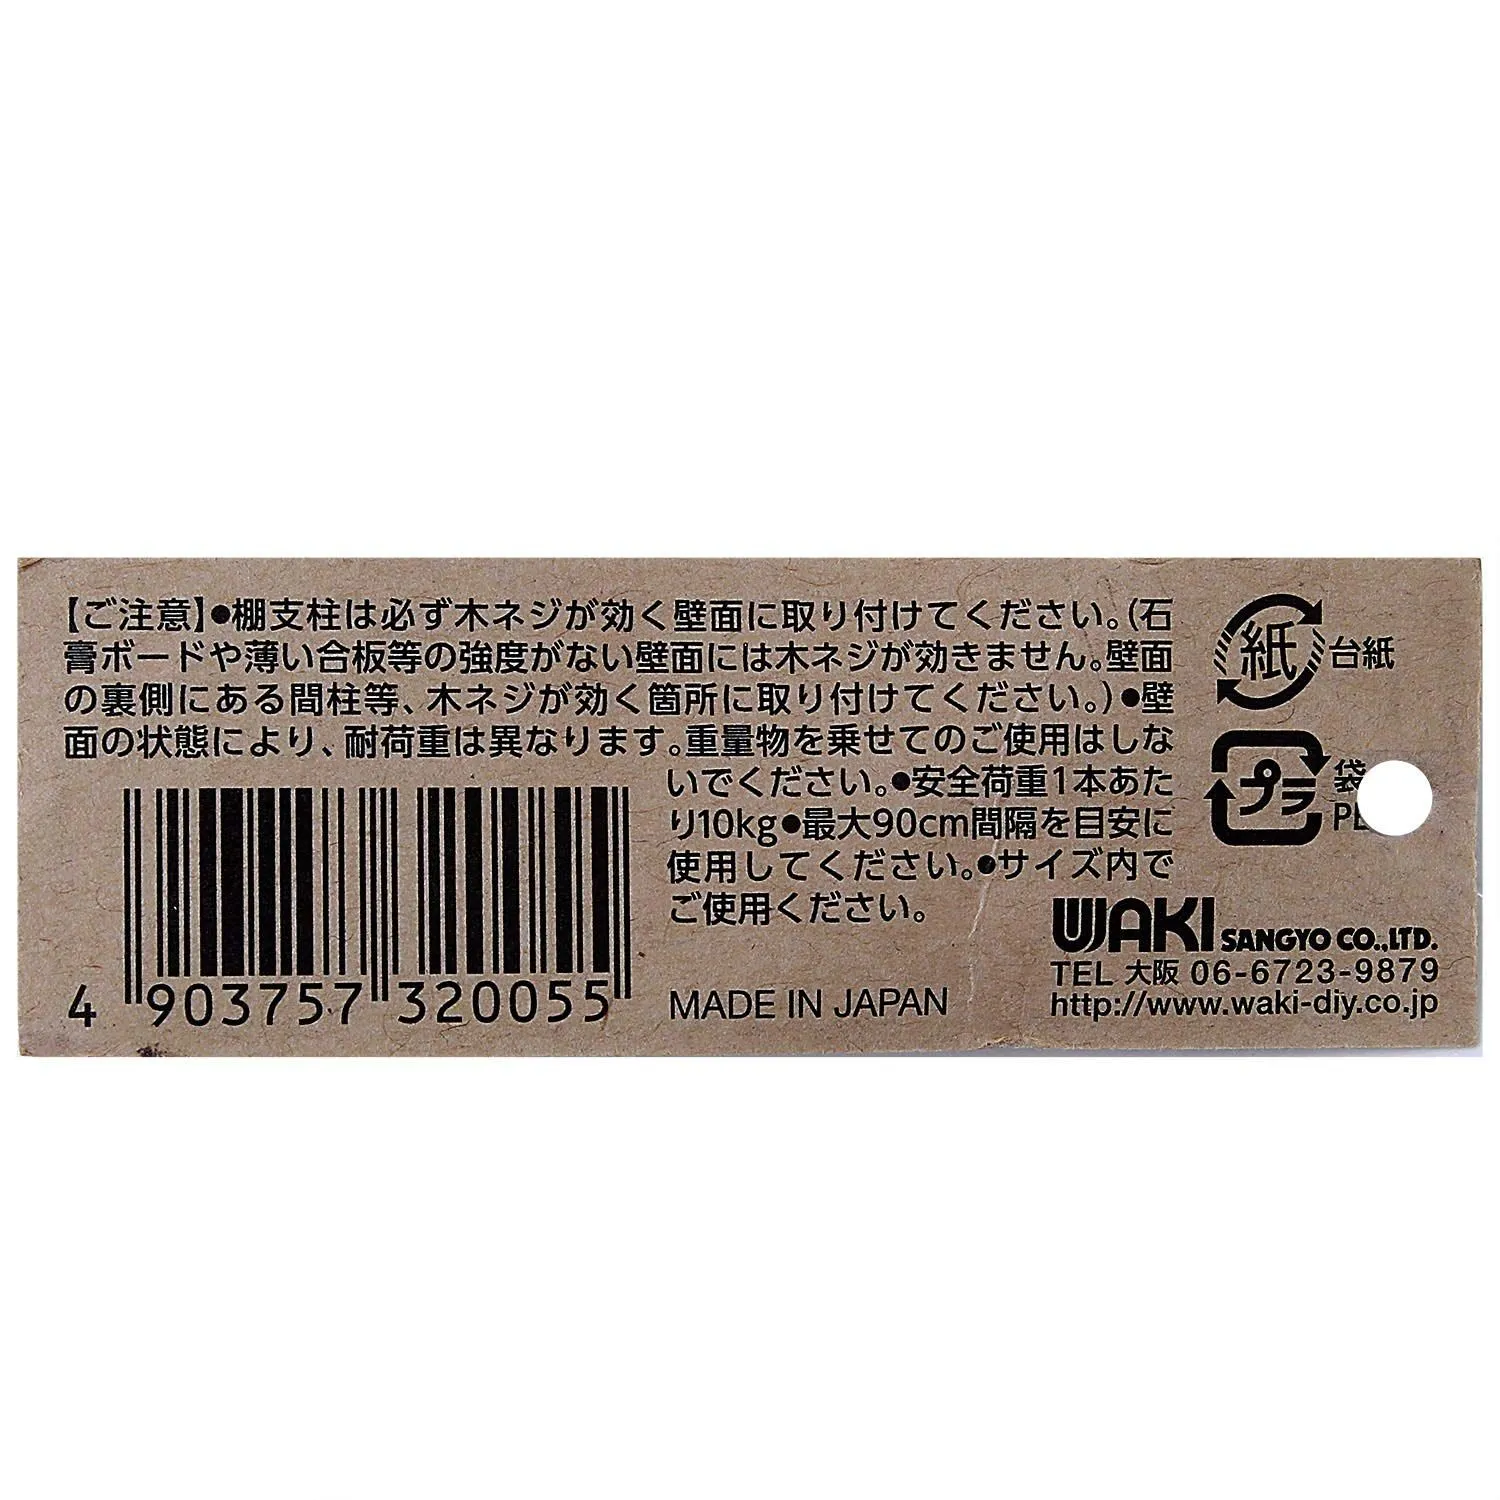 【ご注意】●棚支柱は必ず木ネジが効く壁面に取り付けてください。(石
膏ボードや薄い合板等の強度がない壁面には木ネジが効きません。壁面
の裏側にある間柱等、木ネジが効く箇所に取り付けてください。)●壁
面の状態により、耐荷重は異なります。重量物を乗せてのご使用はしな
いでください。●安全荷重1本あた
り10kg●最大90cm間隔を目安に
使用してください。●サイズ内で
ご使用ください。
4 903757 320055
MADE IN JAPAN
紙 台紙
プラ 袋
WAKI SANGYO CO.,LTD.
TEL 大阪 06-6723-9879
http://www.waki-diy.co.jp